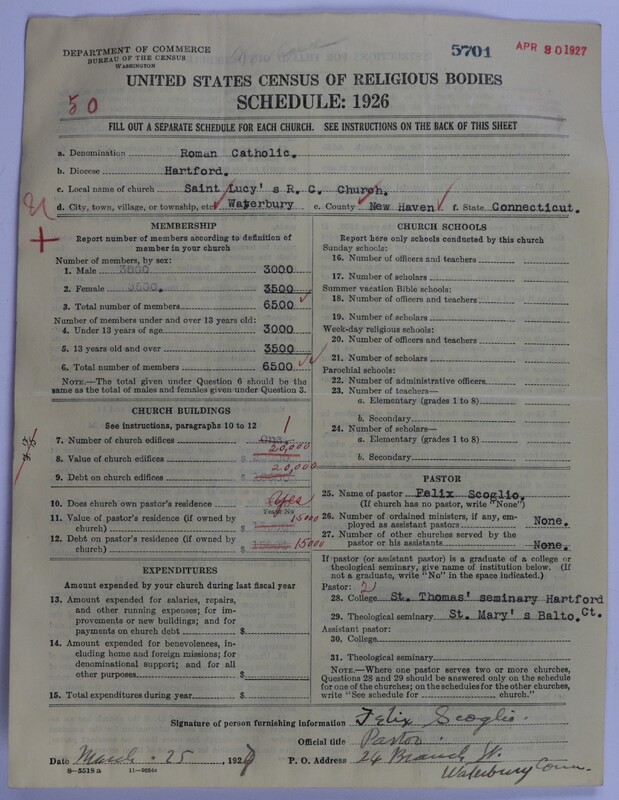 DEPARTMENT OF COMMERCE
BUREAU OF THE CENSUS
WASHINGTON
5701
APR 30 1927
UNITED STATES CENSUS OF RELIGIOUS BODIES
50
SCHEDULE: 1926
FILL OUT A SEPARATE SCHEDULE FOR EACH CHURCH. SEE INSTRUCTIONS ON THE BACK OF THIS SHEET
a. Denomination Roman Catholic.
b. Diocese Hartford.
c. Local name of church Saint Lucy's R. C. Church.
d. City, town, village, or township, etc. Waterbury e. County New Haven f. State Connecticut.
MEMBERSHIP
Report number of members according to definition of member in your church
Number of members, by sex:
1. Male 3000 3000
2. Female 3500. 3500
3. Total number of members 6500
Number of members under and over 13 years old:
4. Under 13 years of age 3000
5. 13 years old and over 3500
6. Total number of members 6500
NOTE.—The total given under Question 6 should be the same as the total of males and females given under Question 3.
CHURCH BUILDINGS
See instructions, paragraphs 10 to 12
7. Number of church edifices One. 1
8. Value of church edifices $ 20,000
9. Debt on church edifices $ 20,000
10. Does church own pastor's residence Yes
Yes or No
11. Value of pastor's residence (if owned by church) $ 15000
12. Debt on pastor's residence (if owned by church) $ 15000
EXPENDITURES
Amount expended by your church during last fiscal year
13. Amount expended for salaries, repairs, and other running expenses; for improvements or new buildings; and for payments on church debt $
14. Amount expended for benevolences, including home and foreign missions; for denominational support; and for all other purposes $
15. Total expenditures during year $
CHURCH SCHOOLS
Report here only schools conducted by this church
Sunday schools:
16. Number of officers and teachers
17. Number of scholars
Summer vacation Bible schools:
18. Number of officers and teachers
19. Number of scholars
Week-day religious schools:
20. Number of officers and teachers
21. Number of scholars
Parochial schools:
22. Number of administrative officers
23. Number of teachers—
a. Elementary (grades 1 to 8)
b. Secondary
24. Number of scholars—
a. Elementary (grades 1 to 8)
b. Secondary
PASTOR
25. Name of pastor Felix Scoglio.
(If church has no pastor, write "None")
26. Number of ordained ministers, if any, employed as assistant pastors None.
27. Number of other churches served by the pastor or his assistants None.
If pastor (or assistant pastor) is a graduate of a college or theological seminary, give name of institution below. (If not a graduate, write "No" in the space indicated.)
Pastor: 2
28. College St. Thomas' seminary Hartford Ct.
29. Theological seminary St. Mary's Balto.
Assistant pastor:
30. College
31. Theological seminary
NOTE.—Where one pastor serves two or more churches, Questions 28 and 29 should be answered only on the schedule for one of the churches; on the schedules for the other churches, write "See schedule for church."
Signature of person furnishing information Felix Scoglio.
Official title Pastor.
Date March 25, 1927 P. O. Address 24 Branch St.
Waterbury Conn.
8—5518 a